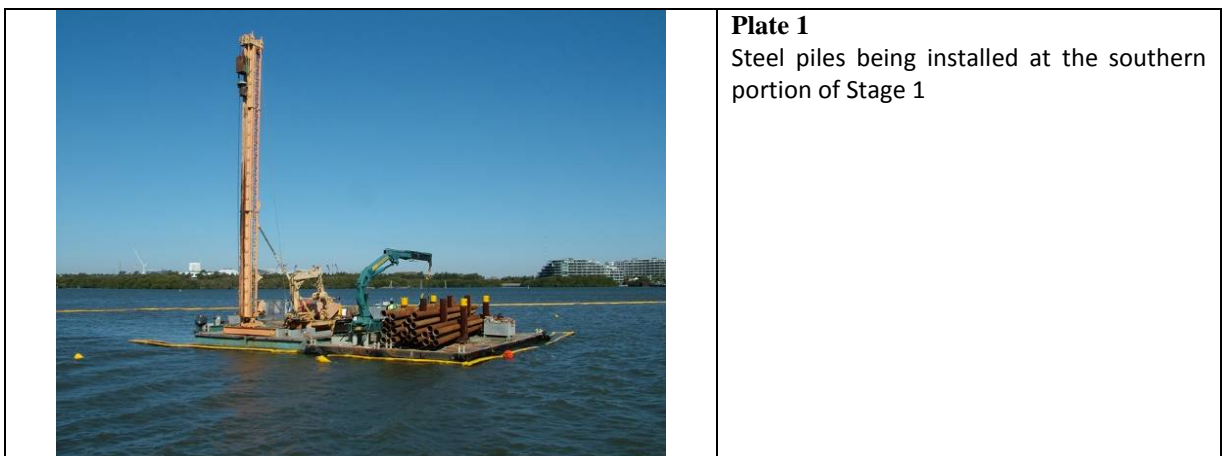 Plate 1
Steel piles being installed at the southern
portion of Stage 1